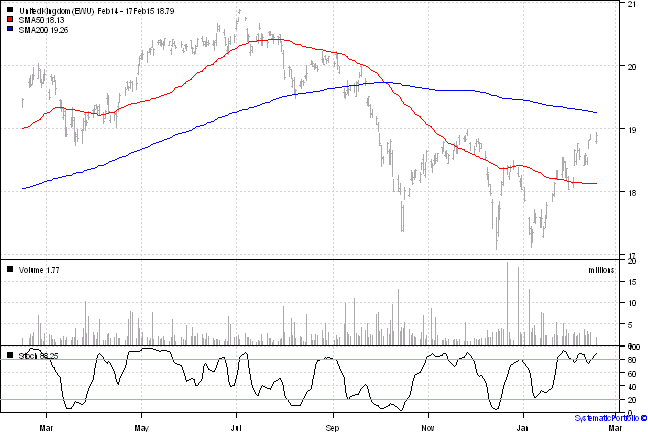 UnitedKingdom (EWU) Feb14 - 17Feb15 18.79
SMA50 18.13
SMA200 19.26
21
20
19
18
17
Volume 1.77
millions
20
15
10
5
0
Stoch 88.25
100
80
60
40
20
0
Mar May Jul Sep Nov Jan Mar
SystematicPortfolio ©